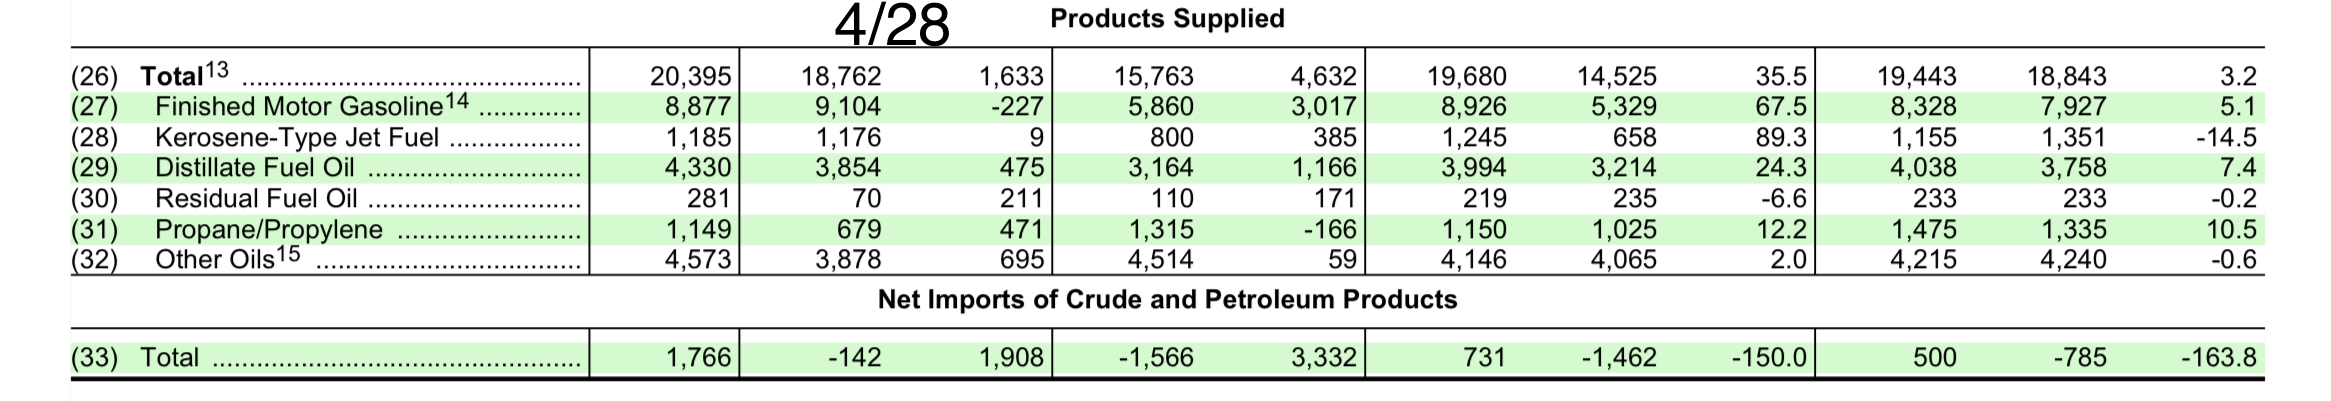 4/28
Products Supplied
(26) Total13 ............................................. 20,395 18,762 1,633 15,763 4,632 19,680 14,525 35.5 19,443 18,843 3.2
(27) Finished Motor Gasoline14 .............. 8,877 9,104 -227 5,860 3,017 8,926 5,329 67.5 8,328 7,927 5.1
(28) Kerosene-Type Jet Fuel .................. 1,185 1,176 9 800 385 1,245 658 89.3 1,155 1,351 -14.5
(29) Distillate Fuel Oil ............................. 4,330 3,854 475 3,164 1,166 3,994 3,214 24.3 4,038 3,758 7.4
(30) Residual Fuel Oil ............................. 281 70 211 110 171 219 235 -6.6 233 233 -0.2
(31) Propane/Propylene ......................... 1,149 679 471 1,315 -166 1,150 1,025 12.2 1,475 1,335 10.5
(32) Other Oils15 .................................... 4,573 3,878 695 4,514 59 4,146 4,065 2.0 4,215 4,240 -0.6
Net Imports of Crude and Petroleum Products
(33) Total .................................................. 1,766 -142 1,908 -1,566 3,332 731 -1,462 -150.0 500 -785 -163.8